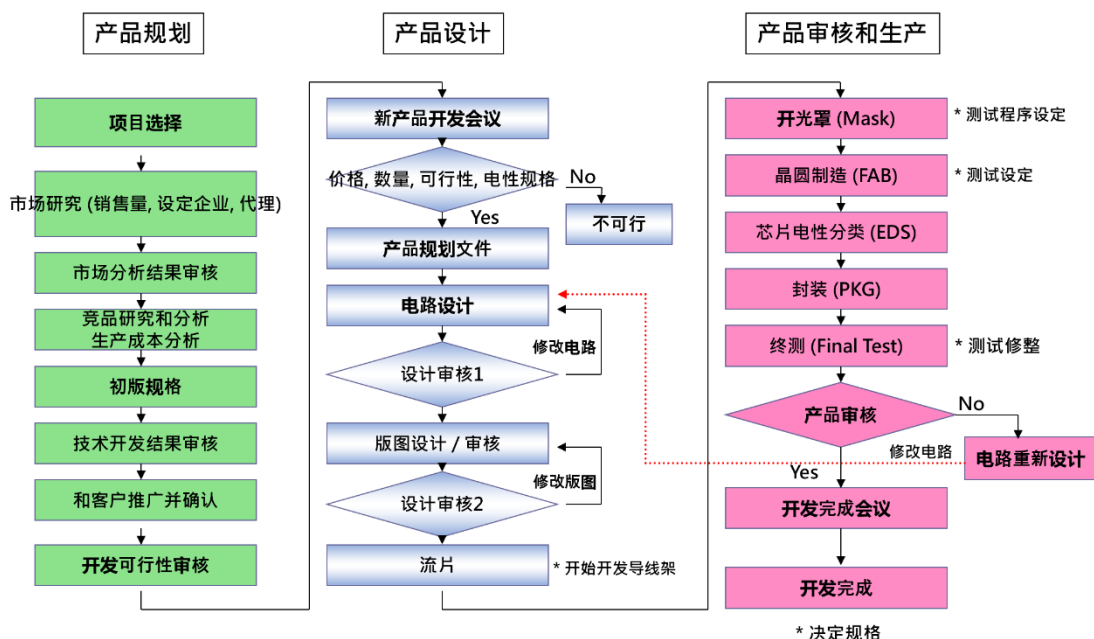 产品规划
产品设计
产品审核和生产
项目选择
市场研究 (销售量, 设定企业, 代理)
市场分析结果审核
竞品研究和分析
生产成本分析
初版规格
技术开发结果审核
和客户推广并确认
开发可行性审核
新产品开发会议
价格, 数量, 可行性, 电性规格
No
不可行
Yes
产品规划文件
电路设计
修改电路
设计审核1
版图设计 / 审核
修改版图
设计审核2
流片
* 开始开发导线架
开光罩 (Mask)
* 测试程序设定
晶圆制造 (FAB)
* 测试设定
芯片电性分类 (EDS)
封装 (PKG)
终测 (Final Test)
* 测试修整
产品审核
No
修改电路
电路重新设计
Yes
开发完成会议
开发完成
* 决定规格